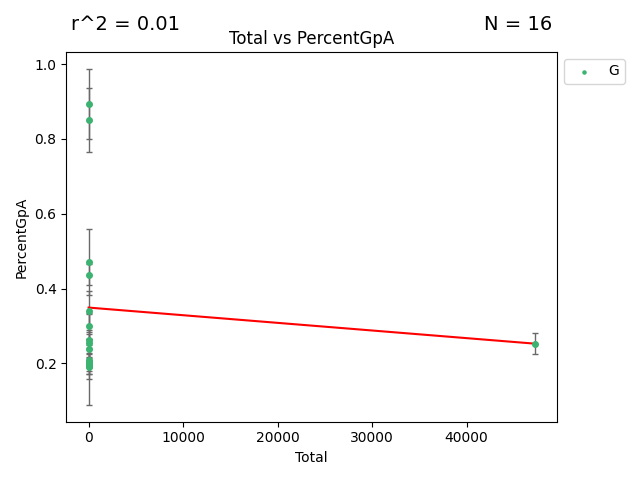 r^2 = 0.01
N = 16
Total vs PercentGpA
G
PercentGpA
1.0
0.8
0.6
0.4
0.2
0
10000
20000
30000
40000
Total